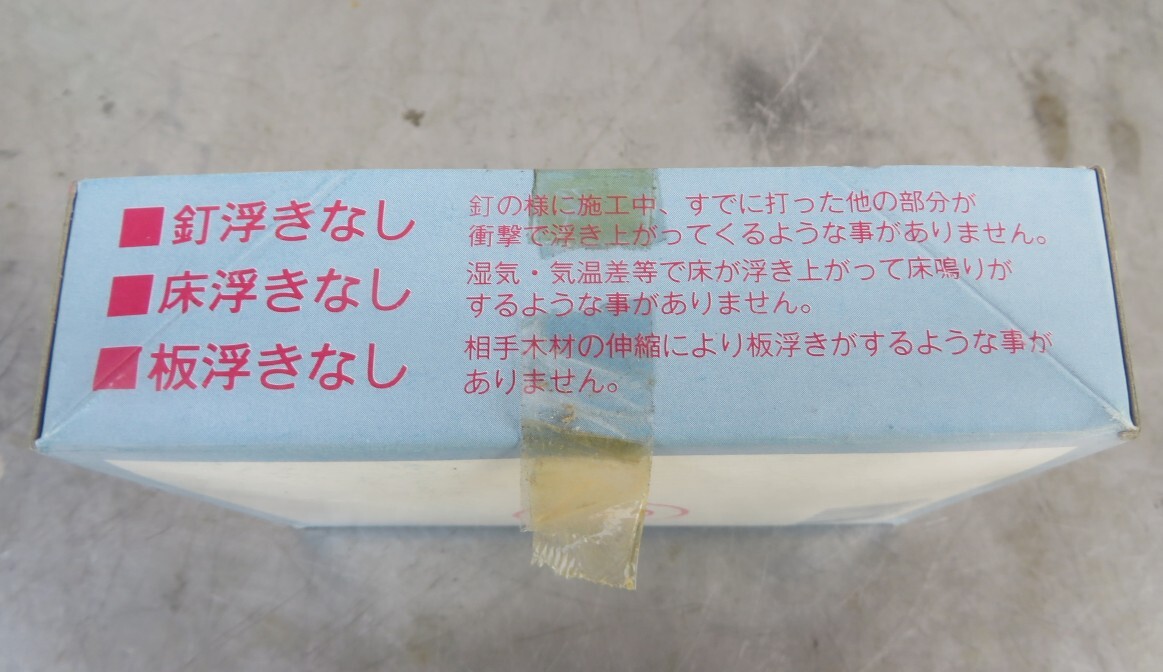 ■釘浮きなし
釘の様に施工中、すでに打った他の部分が
衝撃で浮き上がってくるような事がありません。
■床浮きなし
湿気・気温差等で床が浮き上がって床鳴りが
するような事がありません。
■板浮きなし
相手木材の伸縮により板浮きがするような事が
ありません。